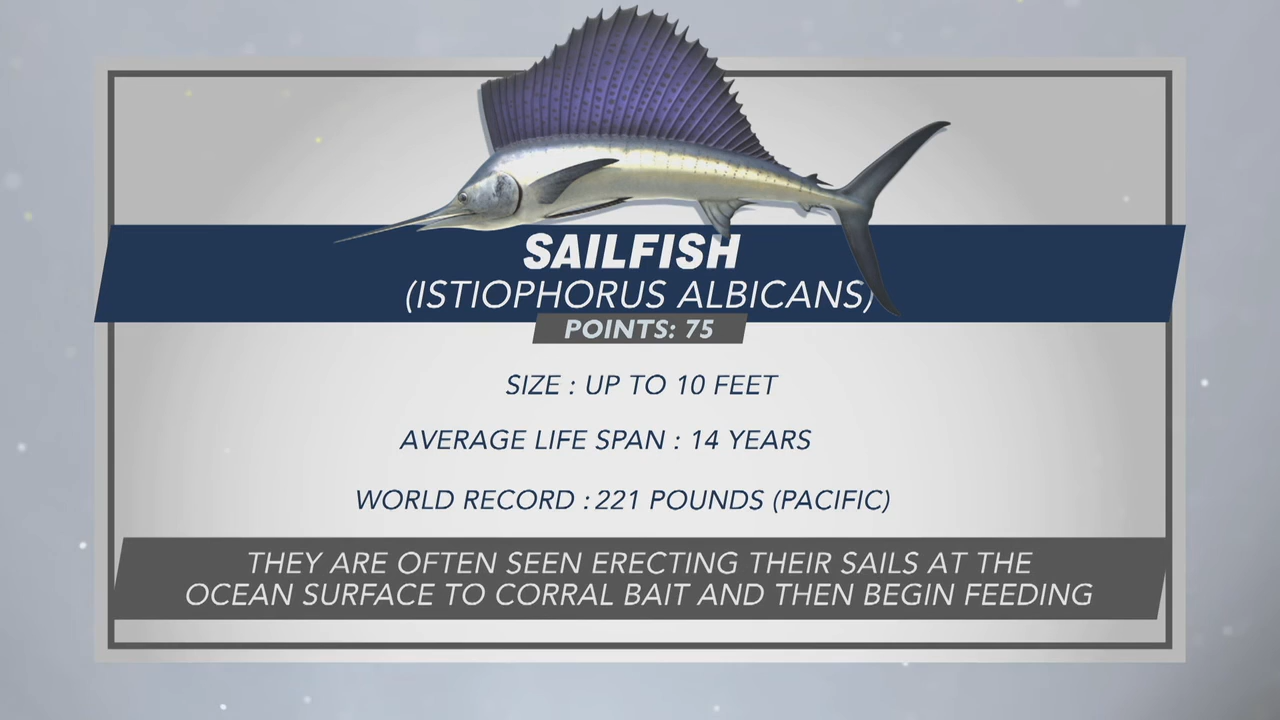 SAILFISH
(ISTIOPHORUS ALBICANS)
POINTS: 75
SIZE : UP TO 10 FEET
AVERAGE LIFE SPAN : 14 YEARS
WORLD RECORD : 221 POUNDS (PACIFIC)
THEY ARE OFTEN SEEN ERECTING THEIR SAILS AT THE
OCEAN SURFACE TO CORRAL BAIT AND THEN BEGIN FEEDING